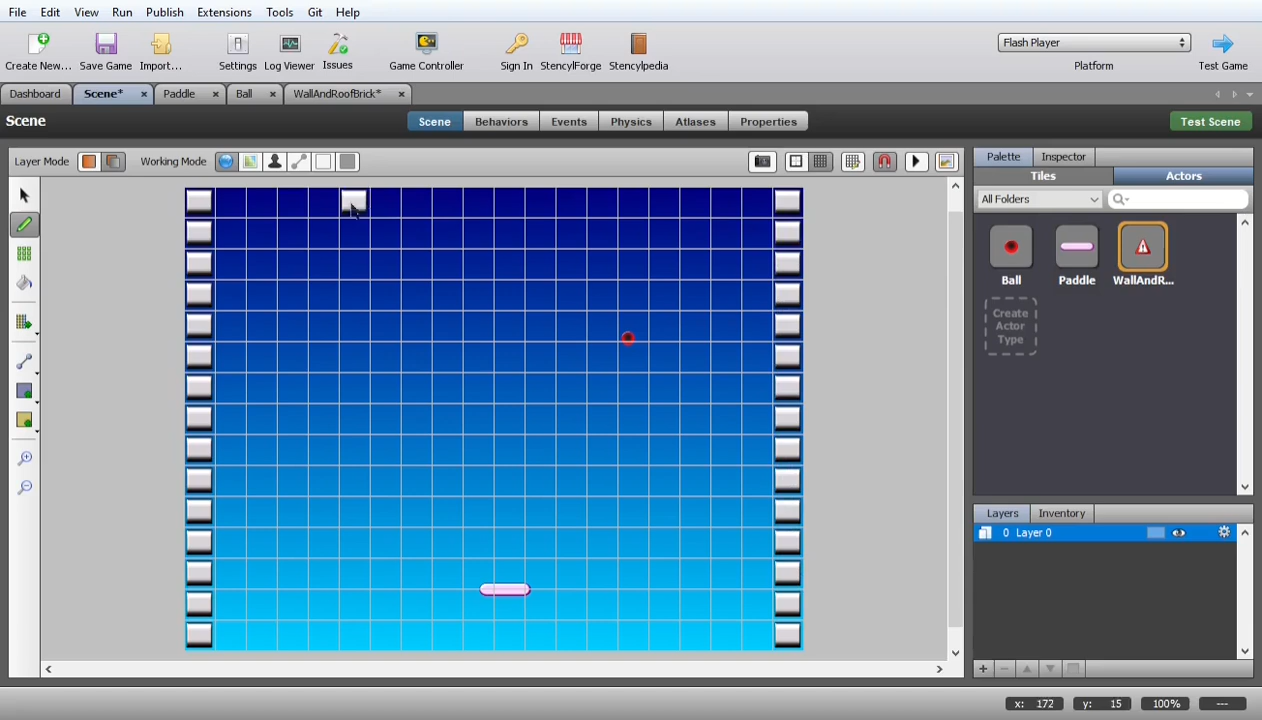 File Edit View Run Publish Extensions Tools Git Help
Create New... Save Game Import... Settings Log Viewer Issues Game Controller Sign In StencylForge Stencylpedia
Flash Player
Platform Test Game
Dashboard Scene* × Paddle × Ball × WallAndRoofBrick* ×
Scene
Scene Behaviors Events Physics Atlases Properties
Test Scene
Layer Mode Working Mode
Palette Inspector
Tiles Actors
All Folders
Ball Paddle WallAndR...
Create
Actor
Type
Layers Inventory
0 Layer 0
x: 172 y: 15 100% ---